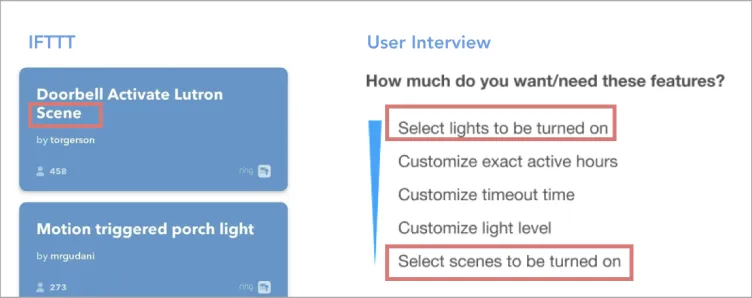 IFTTT
Doorbell Activate Lutron
Scene
by torgerson
458
ring
Motion triggered porch light
by mrgudani
273
ring
User Interview
How much do you want/need these features?
Select lights to be turned on
Customize exact active hours
Customize timeout time
Customize light level
Select scenes to be turned on